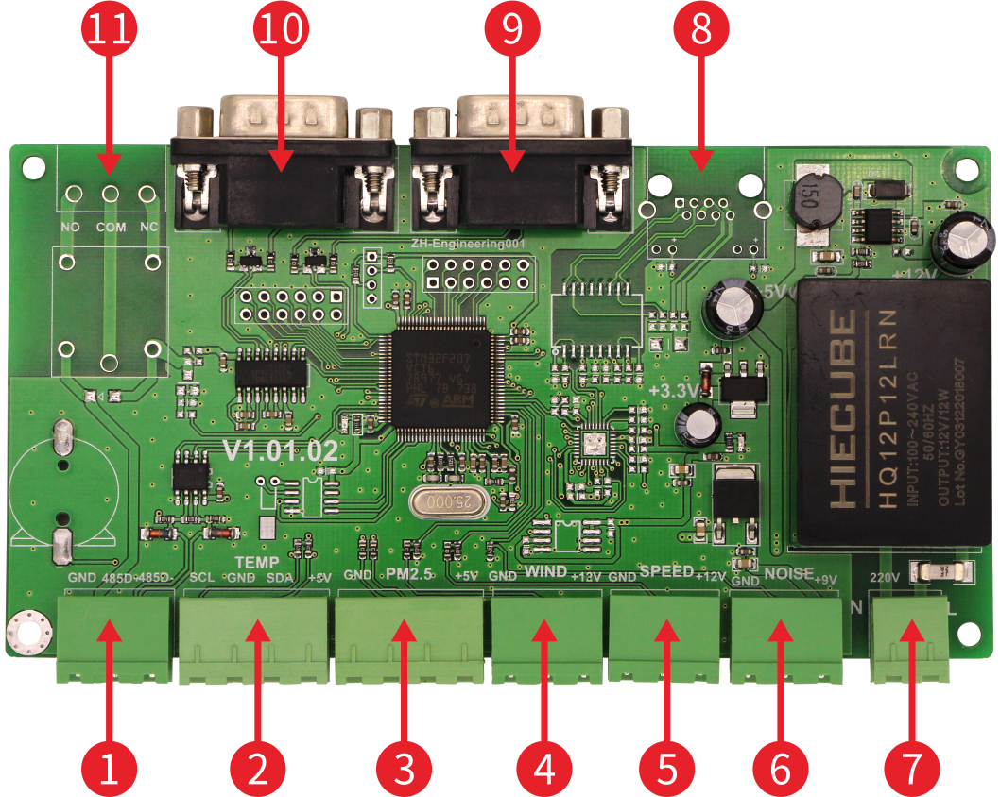 11 10 9 8
NO COM NC
ZH-Engineering001
150
+12V
5V
STM32F207
+3.3V
ARM
HIECUBE
HQ12P12LRN
INPUT:100~240VAC
50/60HZ
OUTPUT:12V/12W
Lot No.GY03122018007
V1.01.02
25.000
TEMP PM2.5 WIND SPEED NOISE
GND 485D+ 485D- SCL GND SDA +5V GND +5V GND +12V GND +12V GND +9V 220V
N L
1 2 3 4 5 6 7